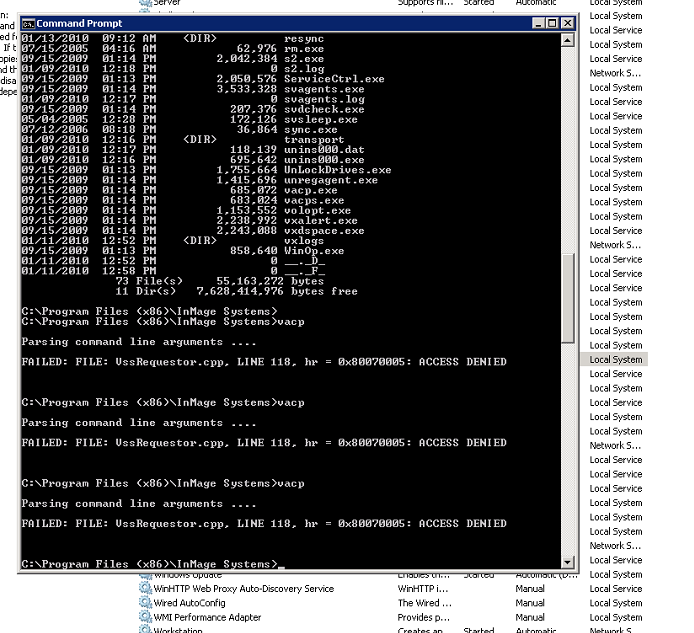 Server Supports fil... Started Automatic Local System
Command Prompt
01/13/2010 09:12 AM <DIR> resync
07/15/2005 04:16 AM 62,976 rm.exe
09/15/2009 01:14 PM 2,042,384 s2.exe
01/09/2010 12:18 PM 0 s2.log
09/15/2009 01:13 PM 2,050,576 ServiceCtrl.exe
09/15/2009 01:14 PM 3,533,328 svagents.exe
01/09/2010 12:17 PM 0 svagents.log
09/15/2009 01:14 PM 207,376 svdcheck.exe
05/04/2005 12:28 PM 172,126 svsleep.exe
07/12/2006 08:18 PM 36,864 sync.exe
01/09/2010 12:16 PM <DIR> transport
01/09/2010 12:17 PM 118,139 unins000.dat
01/09/2010 12:16 PM 695,642 unins000.exe
09/15/2009 01:13 PM 1,755,664 UnLockDrives.exe
09/15/2009 01:14 PM 1,415,696 unregagent.exe
09/15/2009 01:14 PM 685,072 vacp.exe
09/15/2009 01:14 PM 683,024 vacps.exe
09/15/2009 01:14 PM 1,153,552 volopt.exe
09/15/2009 01:14 PM 2,238,992 vxalert.exe
09/15/2009 01:14 PM 2,243,088 vxdspace.exe
01/11/2010 12:52 PM <DIR> vxlogs
09/15/2009 01:13 PM 858,640 WinOp.exe
01/11/2010 12:52 PM 0 __._D_
01/11/2010 12:58 PM 0 __._F_
73 File(s) 55,163,272 bytes
11 Dir(s) 7,628,414,976 bytes free
C:\Program Files (x86)\InMage Systems>
C:\Program Files (x86)\InMage Systems>vacp
Parsing command line arguments ....
FAILED: FILE: VssRequestor.cpp, LINE 118, hr = 0x80070005: ACCESS DENIED
C:\Program Files (x86)\InMage Systems>vacp
Parsing command line arguments ....
FAILED: FILE: VssRequestor.cpp, LINE 118, hr = 0x80070005: ACCESS DENIED
C:\Program Files (x86)\InMage Systems>vacp
Parsing command line arguments ....
FAILED: FILE: VssRequestor.cpp, LINE 118, hr = 0x80070005: ACCESS DENIED
C:\Program Files (x86)\InMage Systems>_
Local System
Local Service
Local System
Local Service
Network S...
Local System
Local Service
Local Service
Local System
Local System
Local System
Local System
Local System
Local System
Local System
Local Service
Network S...
Local Service
Local Service
Local System
Local System
Local System
Local System
Local System
Local Service
Local Service
Local Service
Local System
Local Service
Network S...
Local Service
Local System
Local Service
Local System
Local System
Network S...
Local Service
Windows Update Enables th... Started Automatic (D... Local System
WinHTTP Web Proxy Auto-Discovery Service WinHTTP i... Manual Local Service
Wired AutoConfig The Wired ... Manual Local System
WMI Performance Adapter Provides p... Manual Local System
Workstation Creates an Started Automatic Local Service